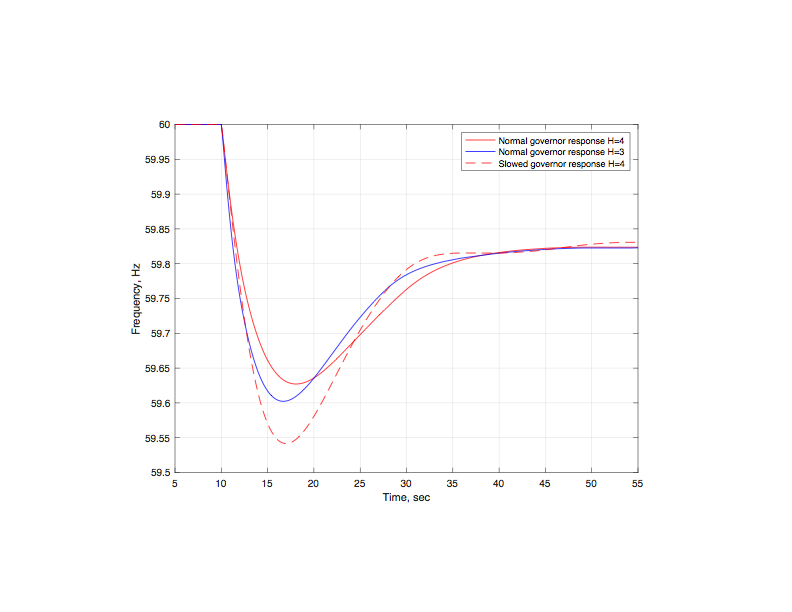 60
59.95
59.9
59.85
59.8
59.75
59.7
59.65
59.6
59.55
59.5
Frequency, Hz
Normal governor response H=4
Normal governor response H=3
Slowed governor response H=4
5 10 15 20 25 30 35 40 45 50 55
Time, sec